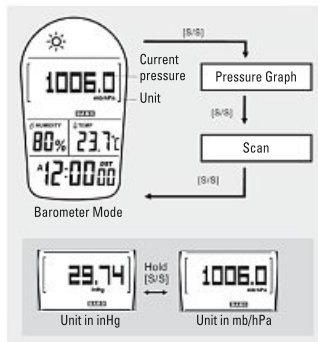 [S/S]
Current
pressure
1006.0
mb/hPa
Unit
BARO
HUMIDITY
TEMP
80%
23.7°c
A 12:00 00
DST
Barometer Mode
Pressure Graph
[S/S]
Scan
[S/S]
29.74
inHg
BARO
Unit in inHg
Hold
[S/S]
1006.0
mb/hPa
BARO
Unit in mb/hPa